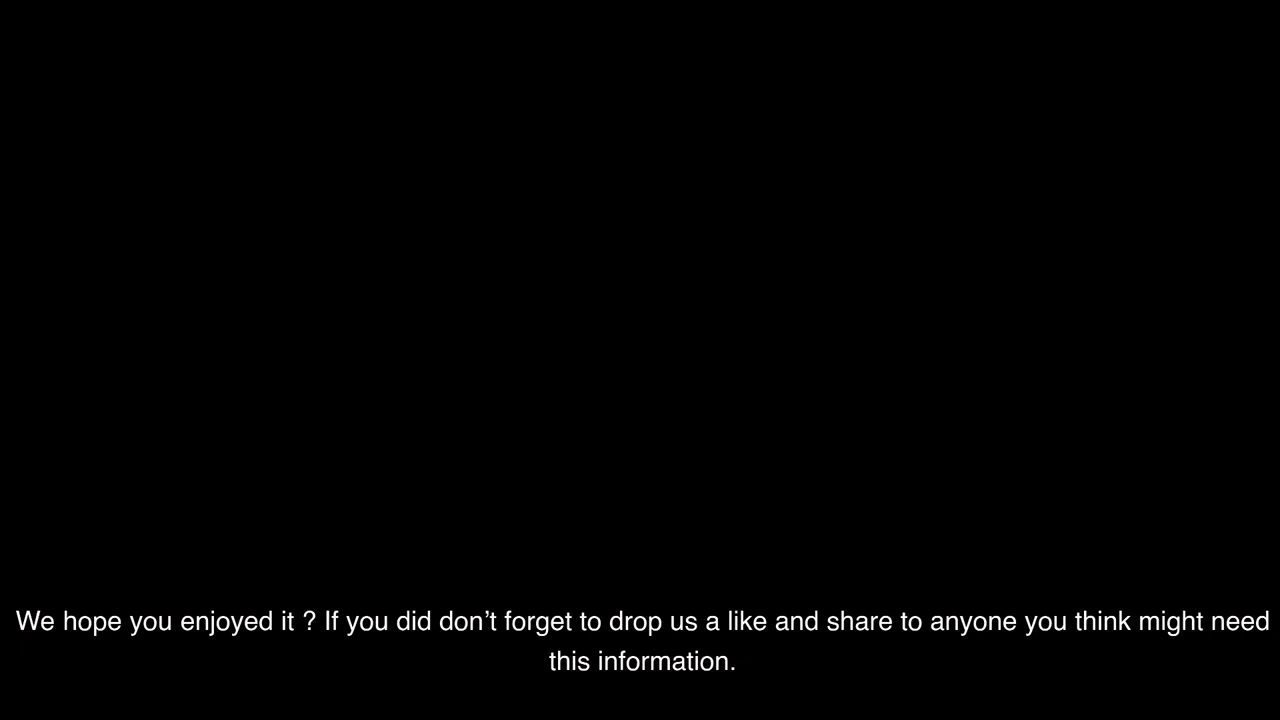 We hope you enjoyed it ? If you did don’t forget to drop us a like and share to anyone you think might need
this information.